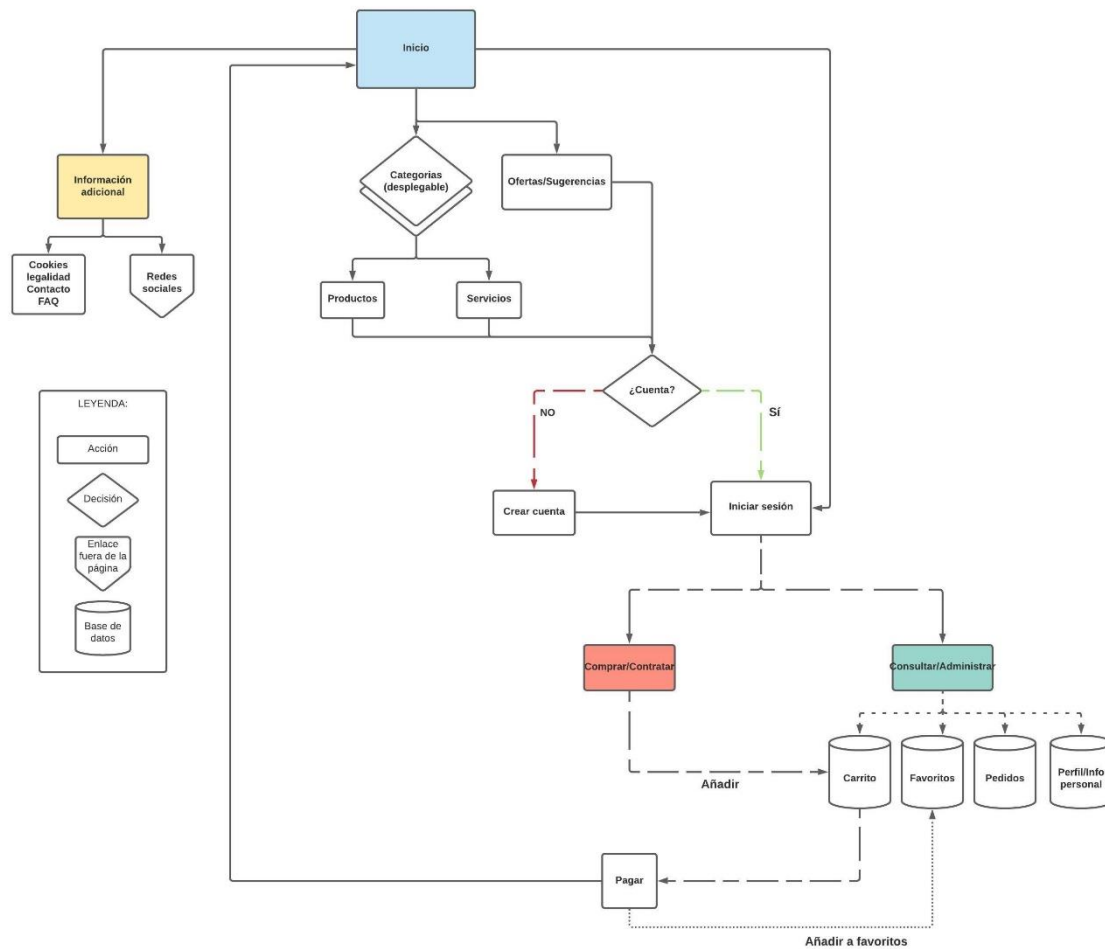 Inicio
Información
adicional
Categorias
(desplegable)
Ofertas/Sugerencias
Cookies
legalidad
Contacto
FAQ
Redes
sociales
Productos
Servicios
¿Cuenta?
NO
Sí
LEYENDA:
Acción
Decisión
Enlace
fuera de la
página
Base de
datos
Crear cuenta
Iniciar sesión
Comprar/Contratar
Consultar/Administrar
Carrito
Favoritos
Pedidos
Perfil/Info
personal
Añadir
Pagar
Añadir a favoritos